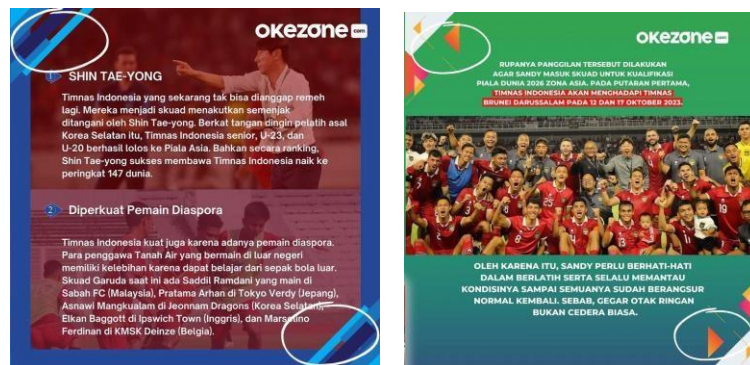 OKEZONE.com
1 SHIN TAE-YONG
Timnas Indonesia yang sekarang tak bisa dianggap remeh
lagi. Mereka menjadi skuad menakutkan semenjak
ditangani oleh Shin Tae-yong. Berkat tangan dingin pelatih asal
Korea Selatan itu, Timnas Indonesia senior, U-23, dan
U-20 berhasil lolos ke Piala Asia. Bahkan secara ranking,
Shin Tae-yong sukses membawa Timnas Indonesia naik ke
peringkat 147 dunia.
2 Diperkuat Pemain Diaspora
Timnas Indonesia kuat juga karena adanya pemain diaspora.
Para penggawa Tanah Air yang bermain di luar negeri
memiliki kelebihan karena dapat belajar dari sepak bola luar.
Skuad Garuda saat ini ada Saddil Ramdani yang main di
Sabah FC (Malaysia), Pratama Arhan di Tokyo Verdy (Jepang),
Asnawi Mangkualam di Jeonnam Dragons (Korea Selatan),
Elkan Baggott di Ipswich Town (Inggris), dan Marselino
Ferdinan di KMSK Deinze (Belgia).
OKEZONE.com
RUPANYA PANGGILAN TERSEBUT DILAKUKAN
AGAR SANDY MASUK SKUAD UNTUK KUALIFIKASI
PIALA DUNIA 2026 ZONA ASIA. PADA PUTARAN PERTAMA,
TIMNAS INDONESIA AKAN MENGHADAPI TIMNAS
BRUNEI DARUSSALAM PADA 12 DAN 17 OKTOBER 2023.
OLEH KARENA ITU, SANDY PERLU BERHATI-HATI
DALAM BERLATIH SERTA SELALU MEMANTAU
KONDISINYA SAMPAI SEMUANYA SUDAH BERANGSUR
NORMAL KEMBALI. SEBAB, GEGAR OTAK RINGAN
BUKAN CEDERA BIASA.